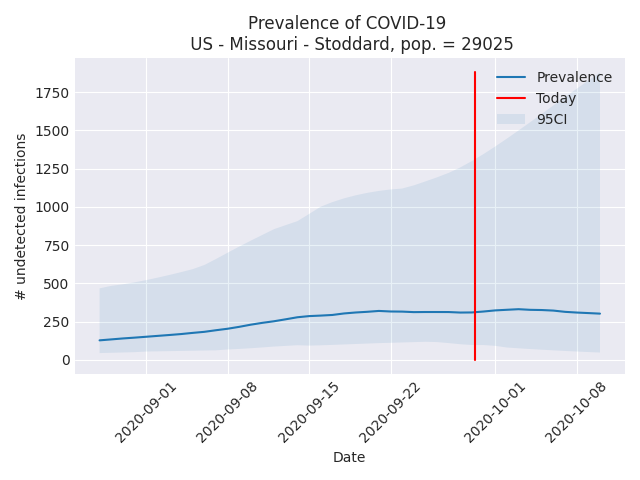 Prevalence of COVID-19
US - Missouri - Stoddard, pop. = 29025
Prevalence
Today
95CI
# undetected infections
1750
1500
1250
1000
750
500
250
0
2020-09-01
2020-09-08
2020-09-15
2020-09-22
2020-10-01
2020-10-08
Date